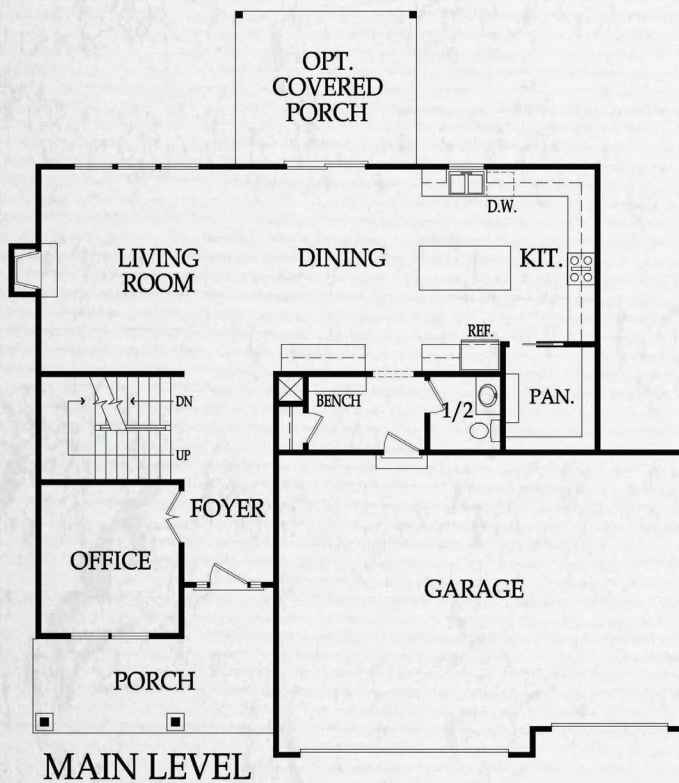 OPT.
COVERED
PORCH
D.W.
LIVING
ROOM
DINING
KIT.
REF.
BENCH
1/2
PAN.
DN
UP
FOYER
OFFICE
GARAGE
PORCH
MAIN LEVEL